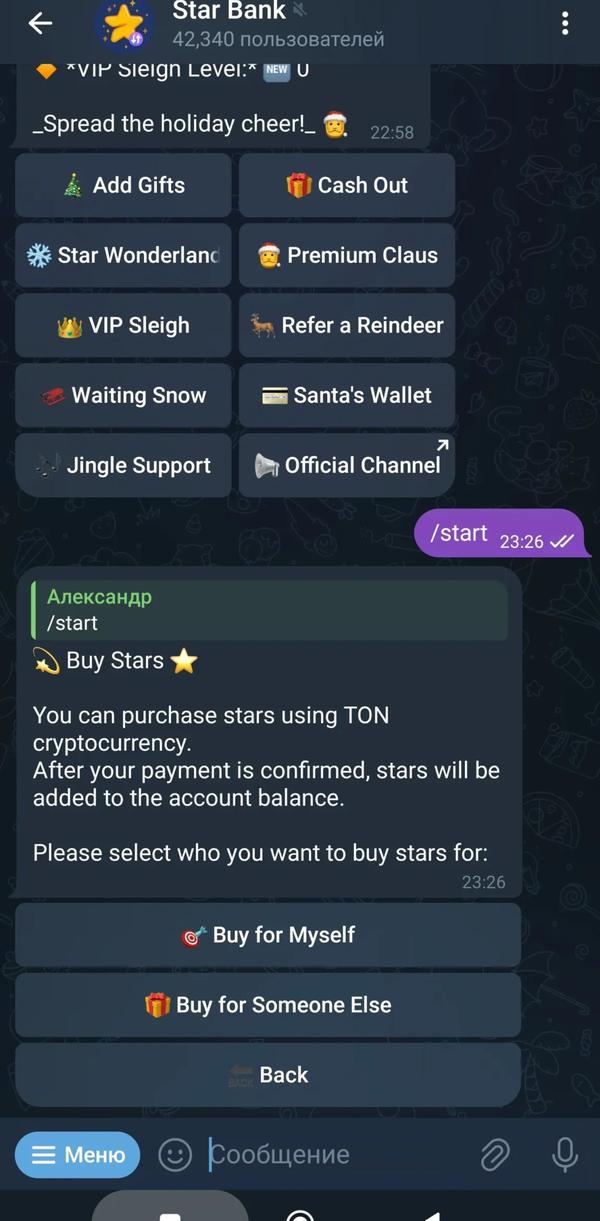 Star Bank
42,340 пользователей
*VIP Sleigh Level:* NEW 0
_Spread the holiday cheer!_
22:58
Add Gifts
Cash Out
Star Wonderland
Premium Claus
VIP Sleigh
Refer a Reindeer
Waiting Snow
Santa's Wallet
Jingle Support
Official Channel
/start 23:26
Александр
/start
Buy Stars
You can purchase stars using TON
cryptocurrency.
After your payment is confirmed, stars will be
added to the account balance.
Please select who you want to buy stars for:
23:26
Buy for Myself
Buy for Someone Else
BACK Back
Меню
Сообщение